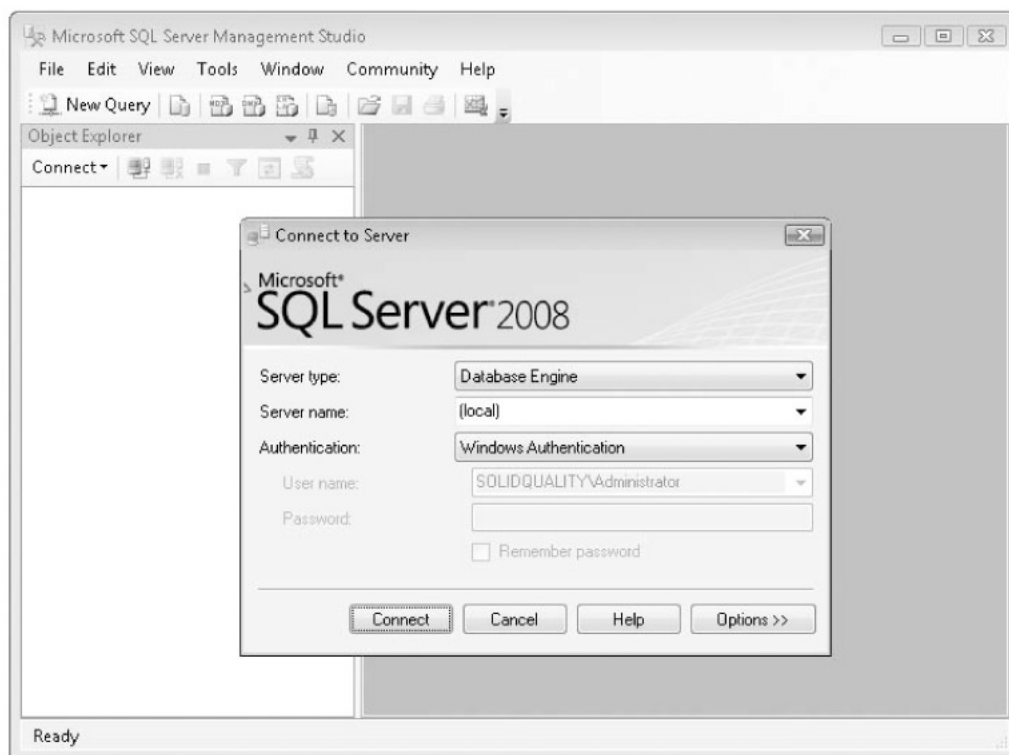 Microsoft SQL Server Management Studio
File Edit View Tools Window Community Help
New Query
Object Explorer
Connect
Connect to Server
Microsoft®
SQL Server® 2008
Server type: Database Engine
Server name: (local)
Authentication: Windows Authentication
User name: SOLIDQUALITY\Administrator
Password:
Remember password
Connect Cancel Help Options >>
Ready